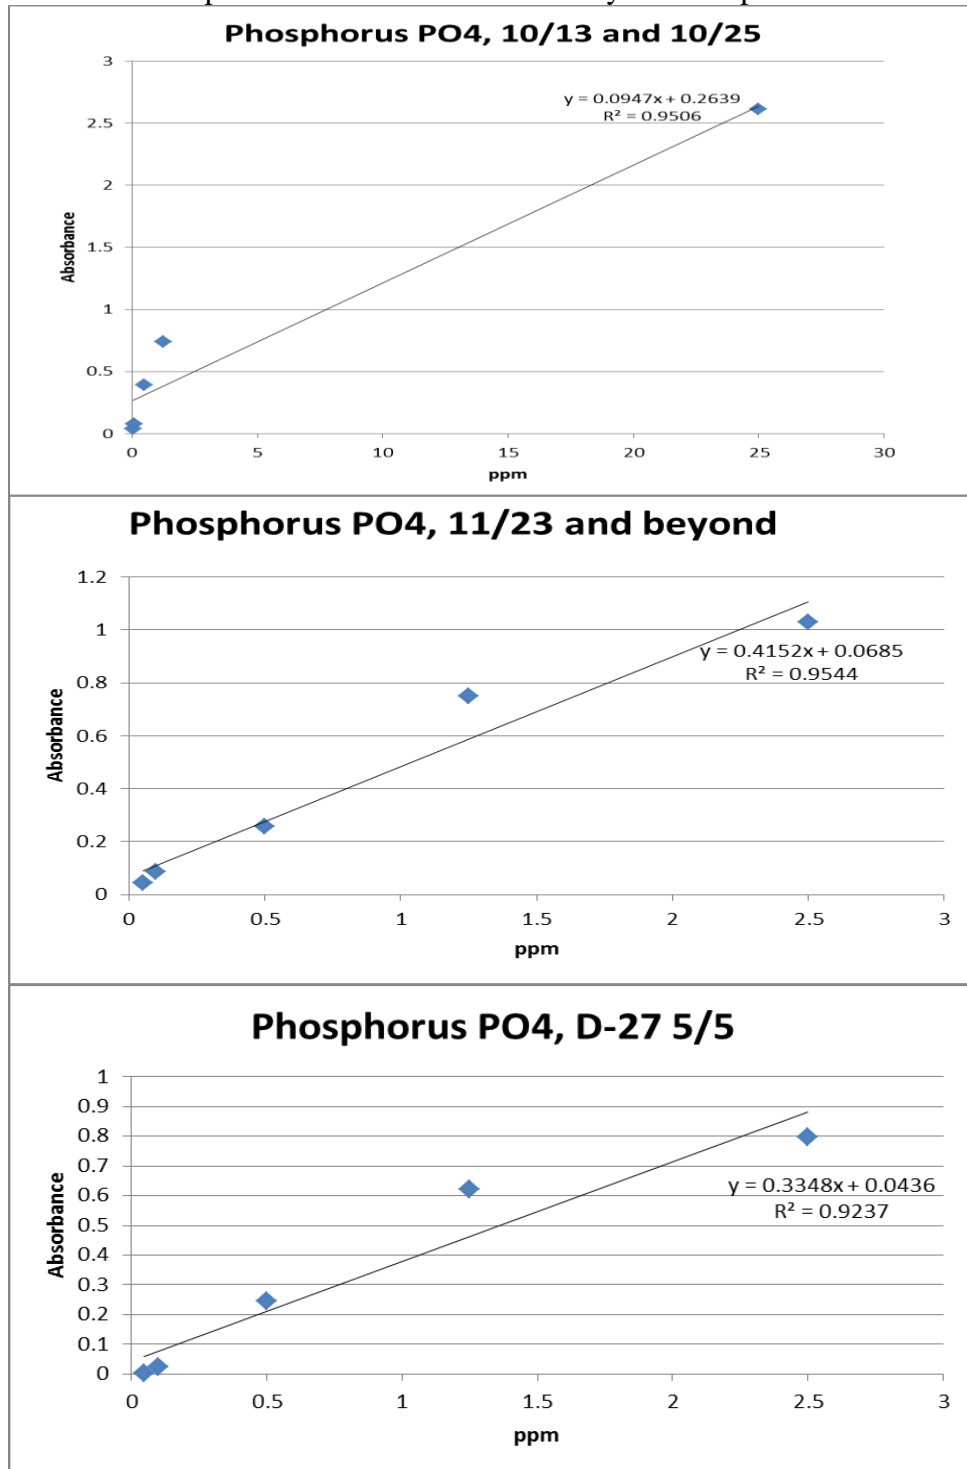 Phosphorus PO4, 10/13 and 10/25
3
2.5
2
1.5
1
0.5
0
y = 0.0947x + 0.2639
R² = 0.9506
Absorbance
0 5 10 15 20 25 30
ppm
Phosphorus PO4, 11/23 and beyond
1.2
1
0.8
0.6
0.4
0.2
0
y = 0.4152x + 0.0685
R² = 0.9544
Absorbance
0 0.5 1 1.5 2 2.5 3
ppm
Phosphorus PO4, D-27 5/5
1
0.9
0.8
0.7
0.6
0.5
0.4
0.3
0.2
0.1
0
y = 0.3348x + 0.0436
R² = 0.9237
Absorbance
0 0.5 1 1.5 2 2.5 3
ppm